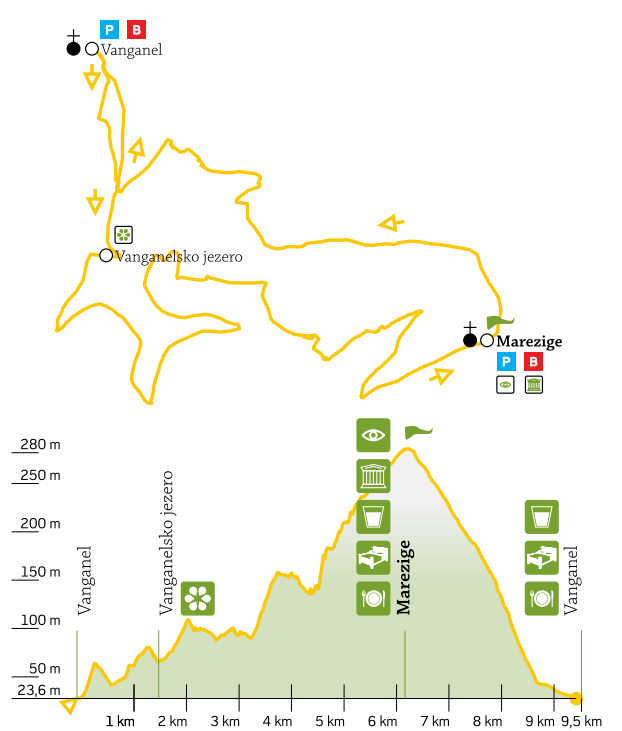 P B
Vanganel
Vanganelsko jezero
Marezige
P B
280 m
250 m
200 m
150 m
100 m
50 m
23,6 m
Vanganel
Vanganelsko jezero
Marezige
Vanganel
1 km 2 km 3 km 4 km 5 km 6 km 7 km 8 km 9 km 9,5 km